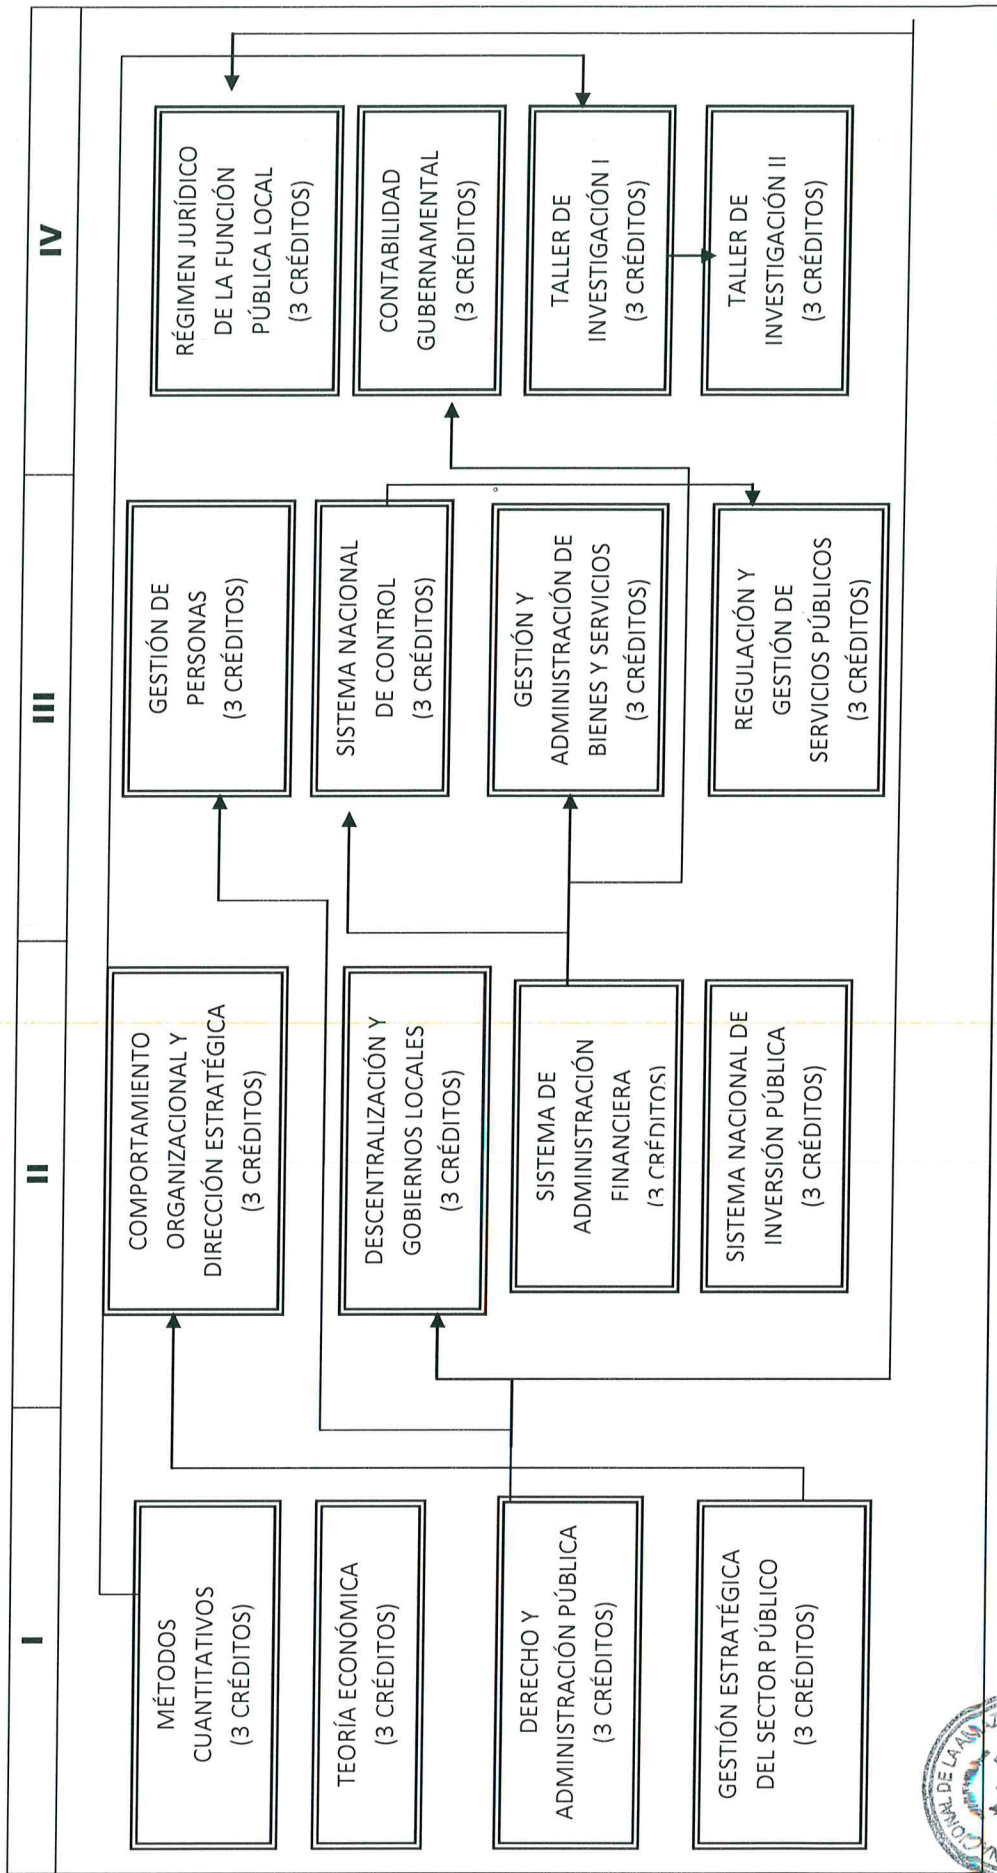 I
II
III
IV
MÉTODOS
CUANTITATIVOS
(3 CRÉDITOS)
TEORÍA ECONÓMICA
(3 CRÉDITOS)
DERECHO Y
ADMINISTRACIÓN PÚBLICA
(3 CRÉDITOS)
GESTIÓN ESTRATÉGICA
DEL SECTOR PÚBLICO
(3 CRÉDITOS)
COMPORTAMIENTO
ORGANIZACIONAL Y
DIRECCIÓN ESTRATÉGICA
(3 CRÉDITOS)
DESCENTRALIZACIÓN Y
GOBIERNOS LOCALES
(3 CRÉDITOS)
SISTEMA DE
ADMINISTRACIÓN
FINANCIERA
(3 CRÉDITOS)
SISTEMA NACIONAL DE
INVERSIÓN PÚBLICA
(3 CRÉDITOS)
GESTIÓN DE
PERSONAS
(3 CRÉDITOS)
SISTEMA NACIONAL
DE CONTROL
(3 CRÉDITOS)
GESTIÓN Y
ADMINISTRACIÓN DE
BIENES Y SERVICIOS
(3 CRÉDITOS)
REGULACIÓN Y
GESTIÓN DE
SERVICIOS PÚBLICOS
(3 CRÉDITOS)
RÉGIMEN JURÍDICO
DE LA FUNCIÓN
PÚBLICA LOCAL
(3 CRÉDITOS)
CONTABILIDAD
GUBERNAMENTAL
(3 CRÉDITOS)
TALLER DE
INVESTIGACIÓN I
(3 CRÉDITOS)
TALLER DE
INVESTIGACIÓN II
(3 CRÉDITOS)
DE LA